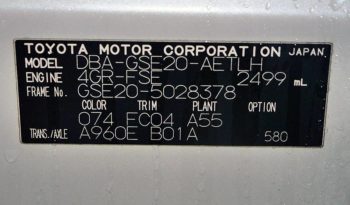 TOYOTA MOTOR CORPORATION JAPAN
MODEL DBA-GSE20-AETLH
ENGINE 4GR-FSE 2499 mL
FRAME No. GSE20-5028378
COLOR TRIM PLANT OPTION
074 EC04 A55
TRANS./AXLE A960E B01A 580